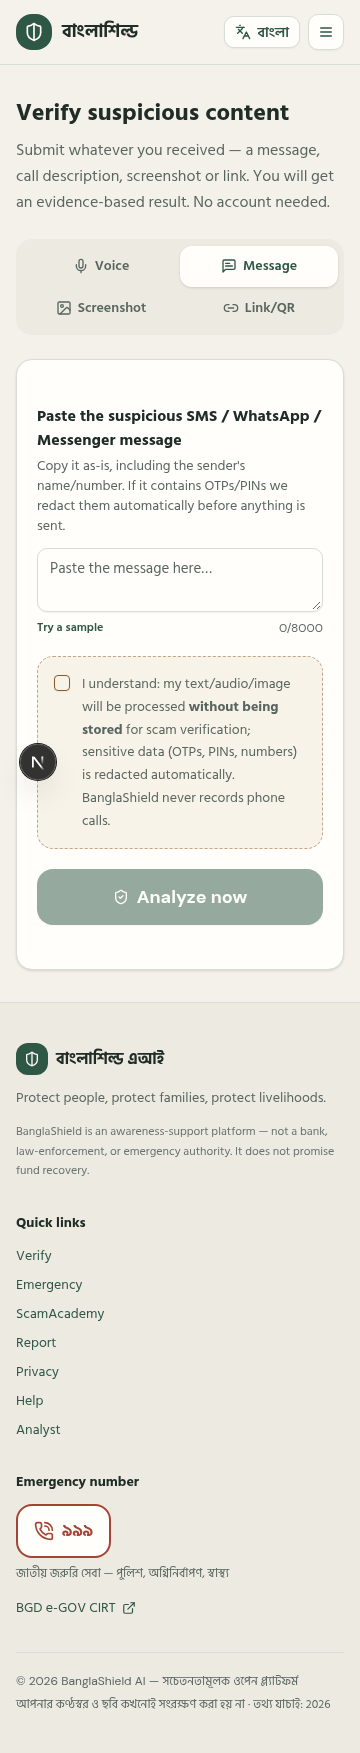 বাংলাশিল্ড
বাংলা
Verify suspicious content
Submit whatever you received — a message,
call description, screenshot or link. You will get
an evidence-based result. No account needed.
Voice
Message
Screenshot
Link/QR
Paste the suspicious SMS / WhatsApp /
Messenger message
Copy it as-is, including the sender's
name/number. If it contains OTPs/PINs we
redact them automatically before anything is
sent.
Paste the message here…
Try a sample
0/8000
I understand: my text/audio/image
will be processed without being
stored for scam verification;
sensitive data (OTPs, PINs, numbers)
is redacted automatically.
BanglaShield never records phone
calls.
N
Analyze now
বাংলাশিল্ড এআই
Protect people, protect families, protect livelihoods.
BanglaShield is an awareness-support platform — not a bank,
law-enforcement, or emergency authority. It does not promise
fund recovery.
Quick links
Verify
Emergency
ScamAcademy
Report
Privacy
Help
Analyst
Emergency number
৯৯৯
জাতীয় জরুরি সেবা — পুলিশ, অগ্নিনির্বাপণ, স্বাস্থ্য
BGD e-GOV CIRT
© 2026 BanglaShield AI — সচেতনতামূলক ওপেন প্ল্যাটফর্ম
আপনার কণ্ঠস্বর ও ছবি কখনোই সংরক্ষণ করা হয় না · তথ্য যাচাই: 2026